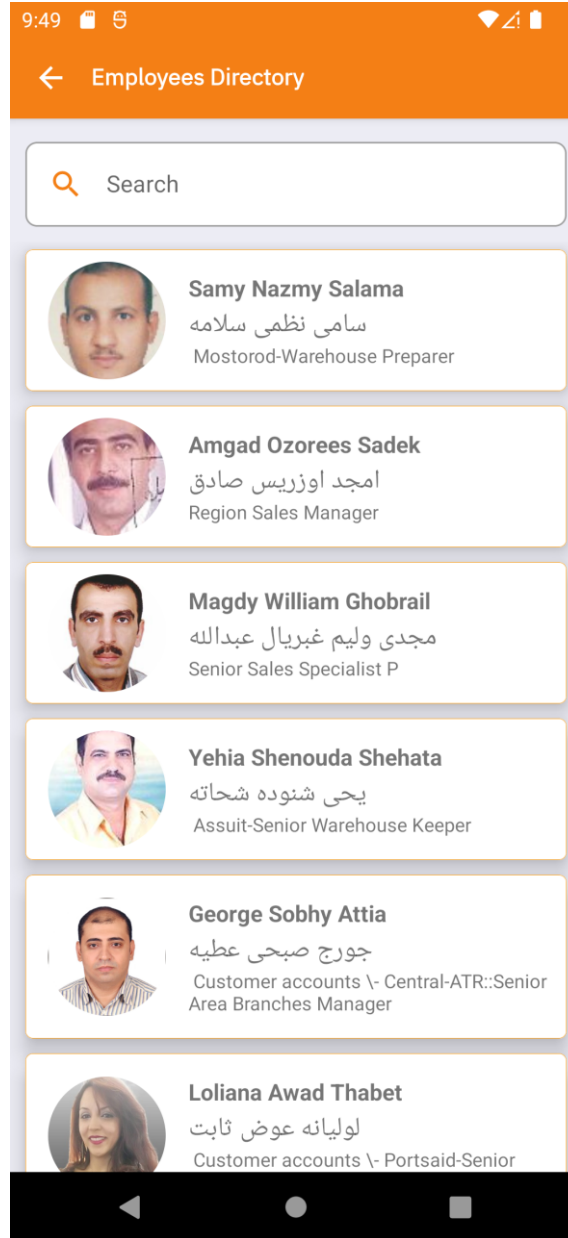 9:49
Employees Directory
Search
Samy Nazmy Salama
سامى نظمى سلامه
Mostorod-Warehouse Preparer
Amgad Ozorees Sadek
امجد اوزريس صادق
Region Sales Manager
Magdy William Ghobrail
مجدى وليم غبريال عبدالله
Senior Sales Specialist P
Yehia Shenouda Shehata
يحى شنوده شحاته
Assuit-Senior Warehouse Keeper
George Sobhy Attia
جورج صبحى عطيه
Customer accounts \- Central-ATR::Senior
Area Branches Manager
Loliana Awad Thabet
لوليانه عوض ثابت
Customer accounts \- Portsaid-Senior